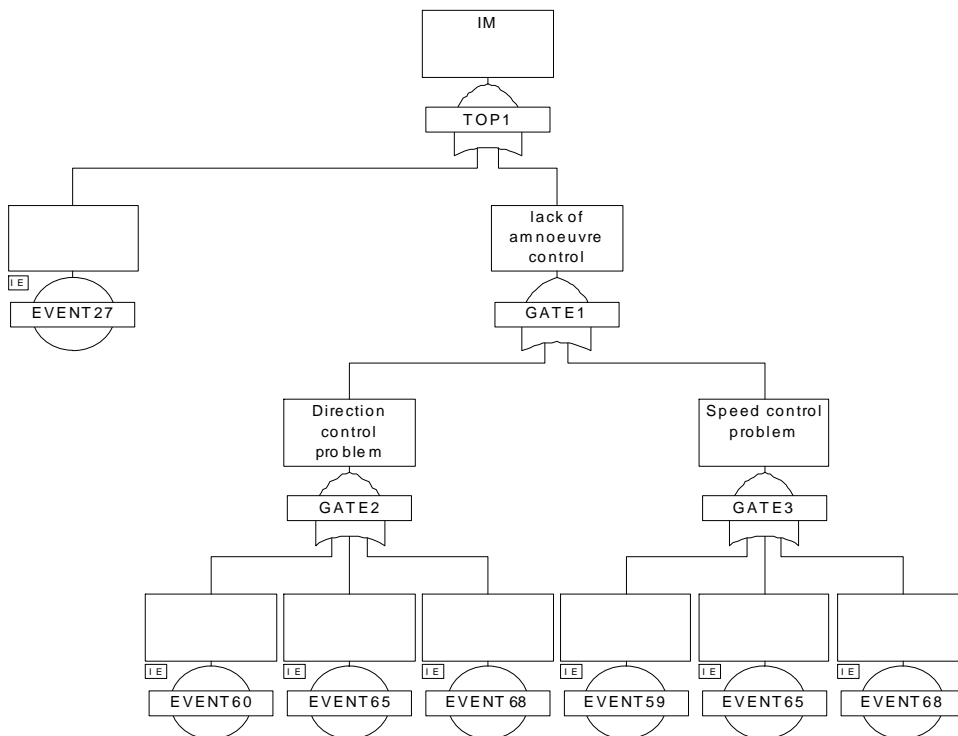 IM
TOP1
lack of
amnoeuvre
control
IE
EVENT27
GATE1
Direction
control
problem
Speed control
problem
GATE2
GATE3
IE
IE
IE
IE
IE
IE
EVENT60
EVENT65
EVENT68
EVENT59
EVENT65
EVENT68